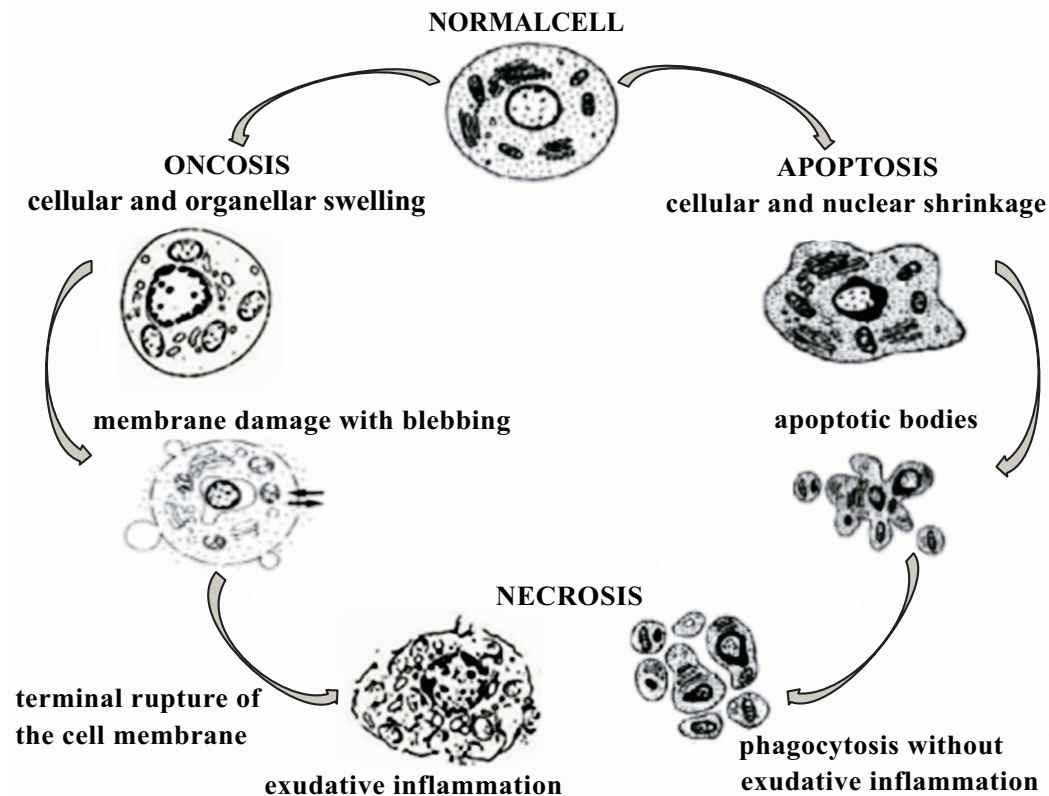 NORMALCELL
ONCOSIS
cellular and organellar swelling
APOPTOSIS
cellular and nuclear shrinkage
membrane damage with blebbing
apoptotic bodies
NECROSIS
terminal rupture of
the cell membrane
exudative inflammation
phagocytosis without
exudative inflammation